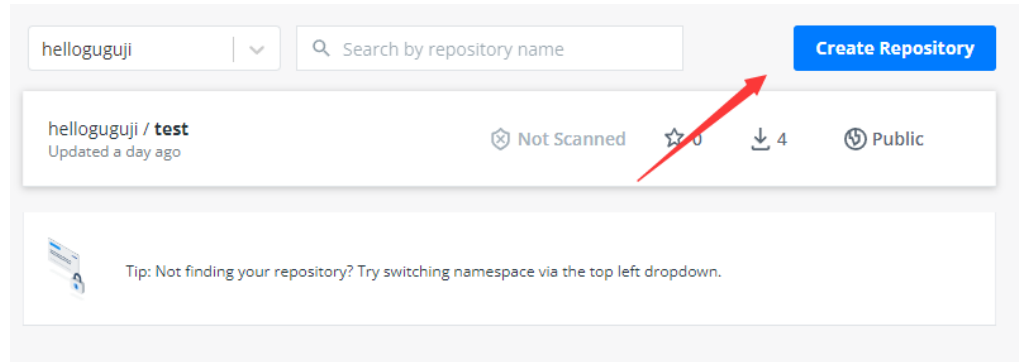 helloguguji
Search by repository name
Create Repository
helloguguji / test
Not Scanned
0
4
Public
Updated a day ago
Tip: Not finding your repository? Try switching namespace via the top left dropdown.